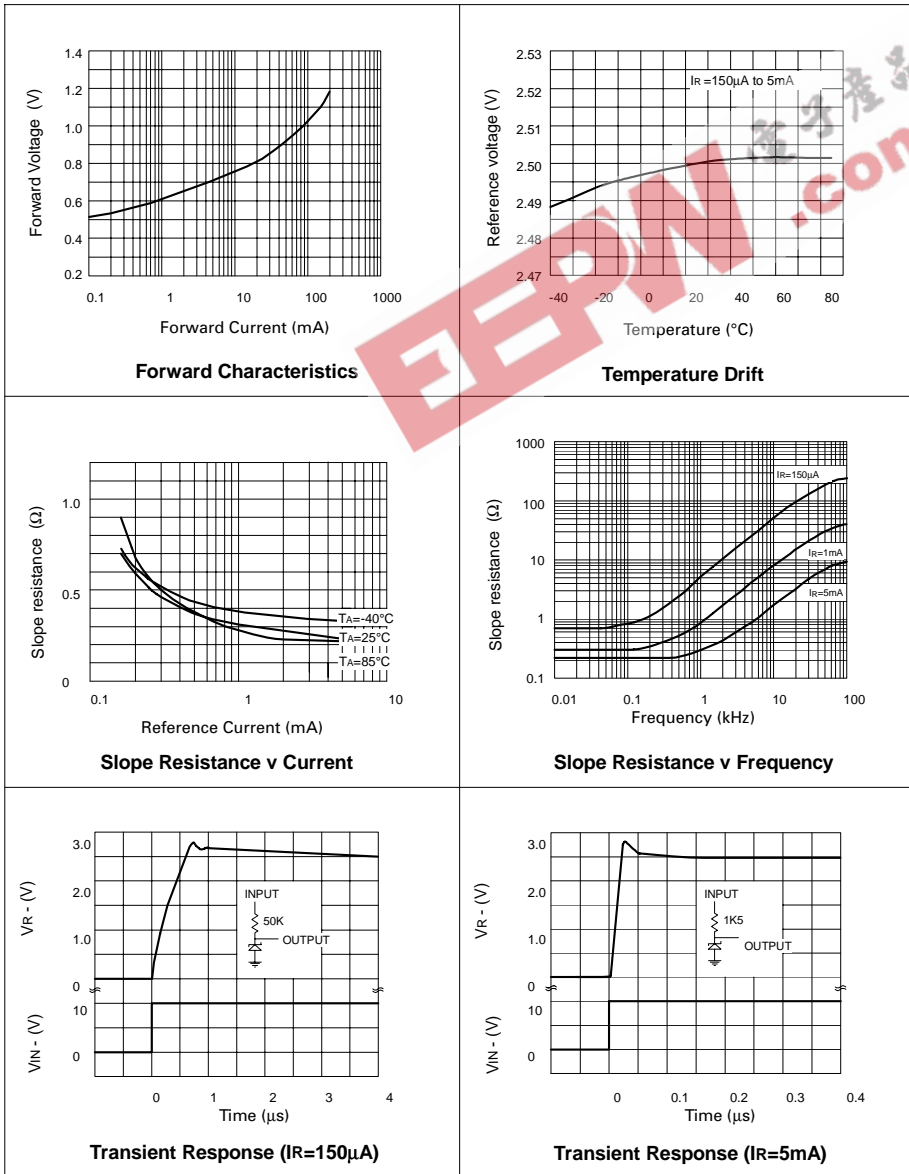 1.4
1.2
1.0
0.8
0.6
0.4
0.2
Forward Voltage (V)
0.1 1 10 100 1000
Forward Current (mA)
Forward Characteristics
2.53
2.52
2.51
2.50
2.49
2.48
2.47
Reference voltage (V)
IR =150µA to 5mA
-40 -20 0 20 40 60 80
Temperature (°C)
Temperature Drift
EEPW
.com
電子產品
1.0
0.5
0
Slope resistance (Ω)
TA=-40°C
TA=25°C
TA=85°C
0.1 1 10
Reference Current (mA)
Slope Resistance v Current
1000
100
10
1
0.1
Slope resistance (Ω)
IR=150µA
IR=1mA
IR=5mA
0.01 0.1 1 10 100
Frequency (kHz)
Slope Resistance v Frequency
3.0
2.0
1.0
0
VR - (V)
INPUT
50K
OUTPUT
10
0
VIN - (V)
0 1 2 3 4
Time (µs)
Transient Response (IR=150µA)
3.0
2.0
1.0
0
VR - (V)
INPUT
1K5
OUTPUT
10
0
VIN - (V)
0 0.1 0.2 0.3 0.4
Time (µs)
Transient Response (IR=5mA)